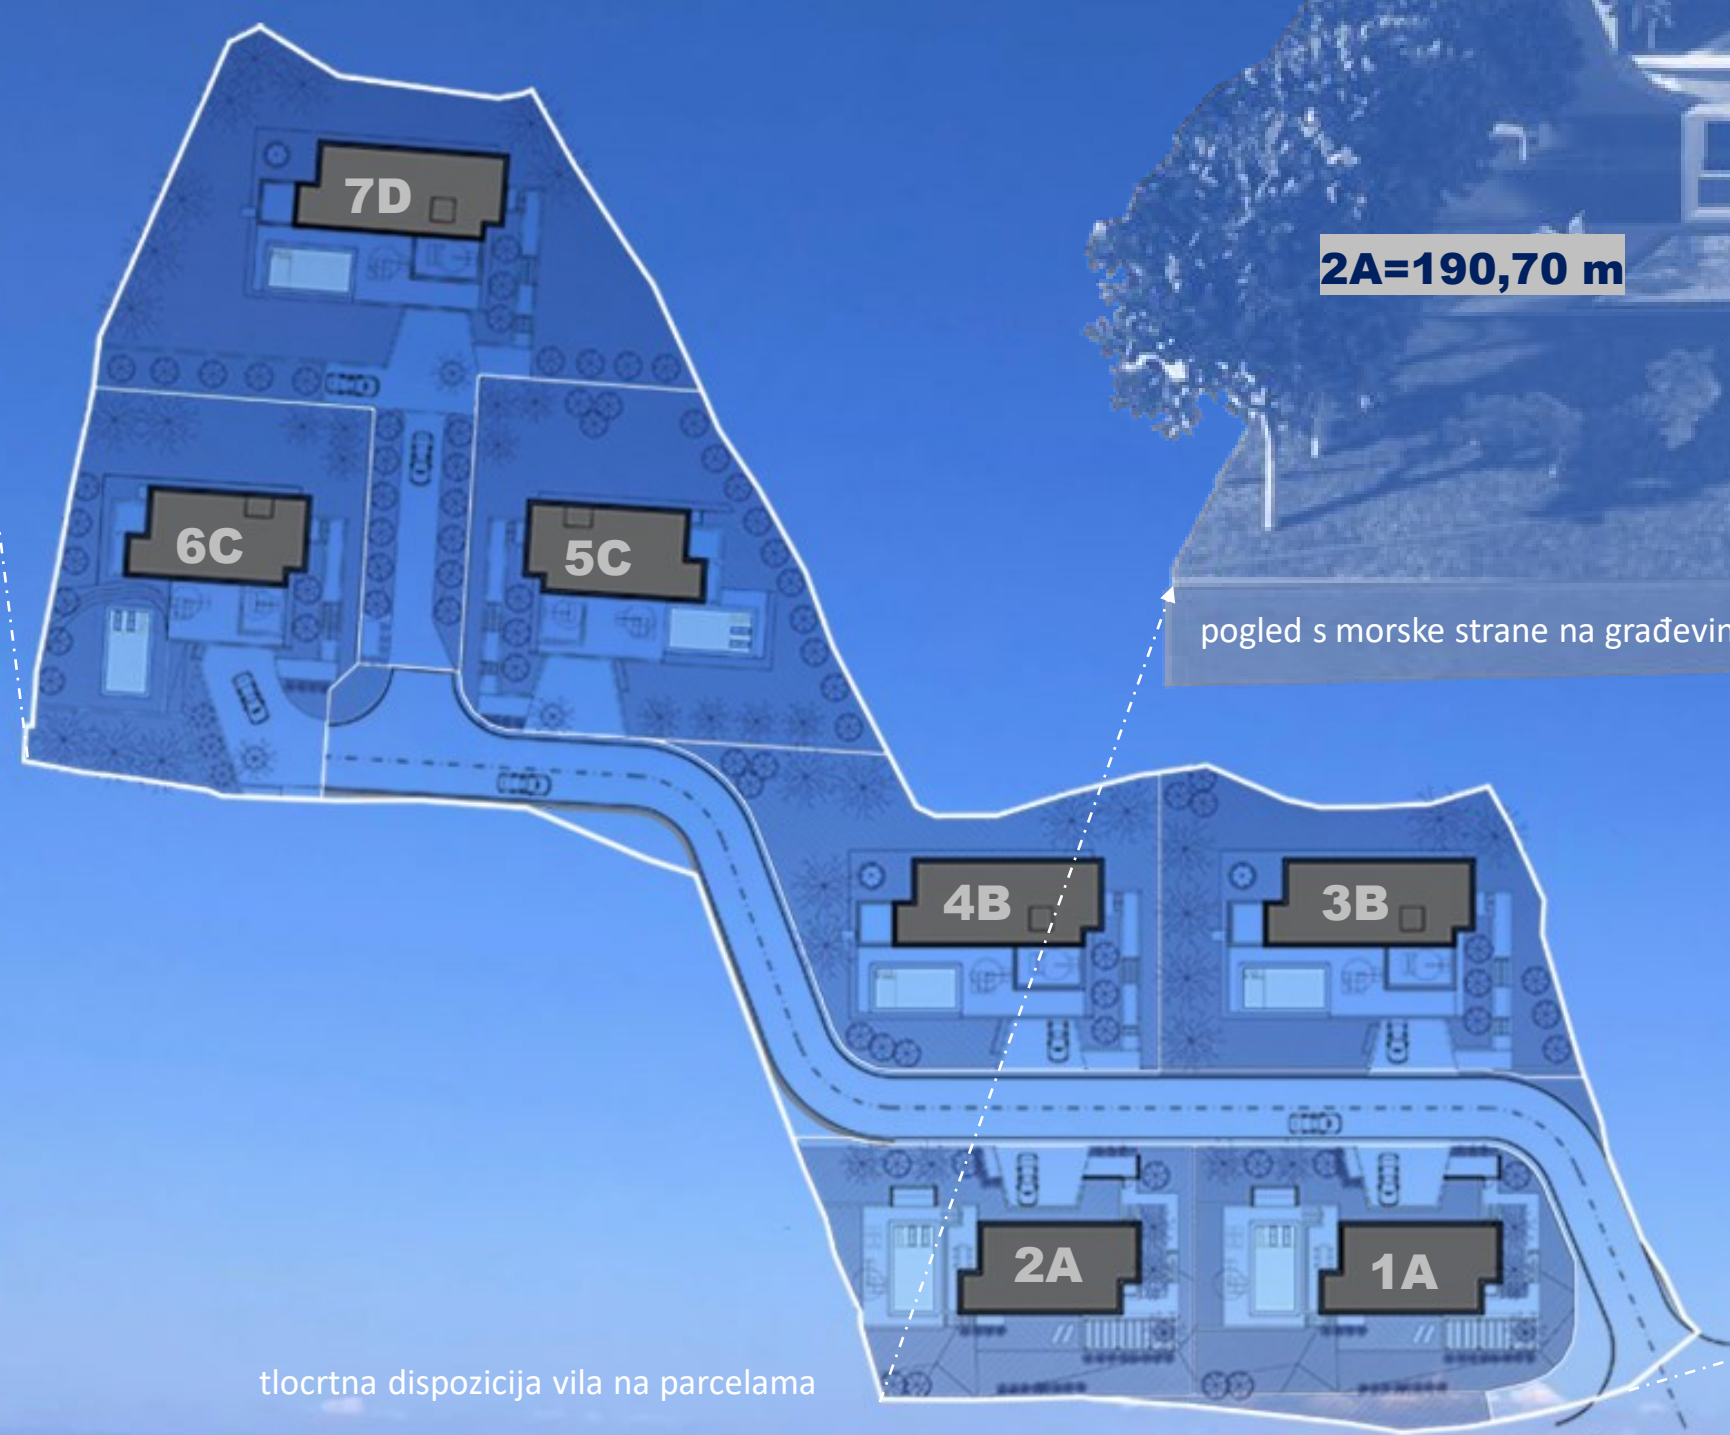 7D
2A=190,70 m
6C
5C
pogled s morske strane na građevin
4B
3B
2A
1A
tlocrtna dispozicija vila na parcelama